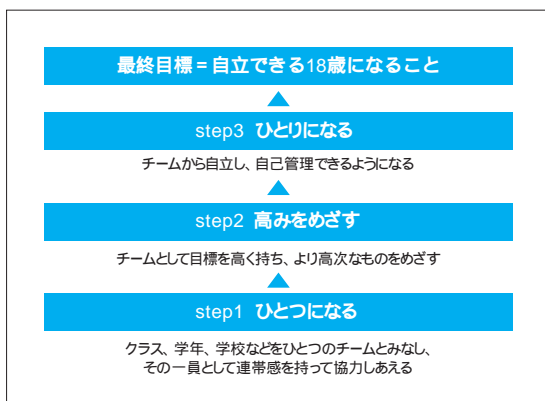 最終目標=自立できる18歳になること
step3 ひとりになる
チームから自立し、自己管理できるようになる
step2 高みをめざす
チームとして目標を高く持ち、より高次なものをめざす
step1 ひとつになる
クラス、学年、学校などをひとつのチームとみなし、
その一員として連帯感を持って協力しあえる